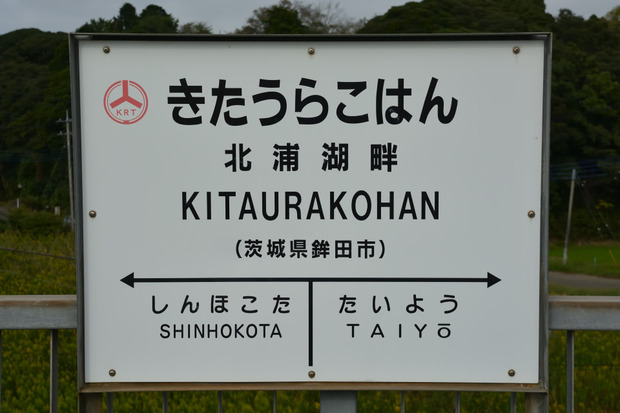 KRT
きたうらこはん
北浦湖畔
KITAURAKOHAN
(茨城県鉾田市)
しんほこた
SHINHOKOTA
たいよう
TAIYŌ